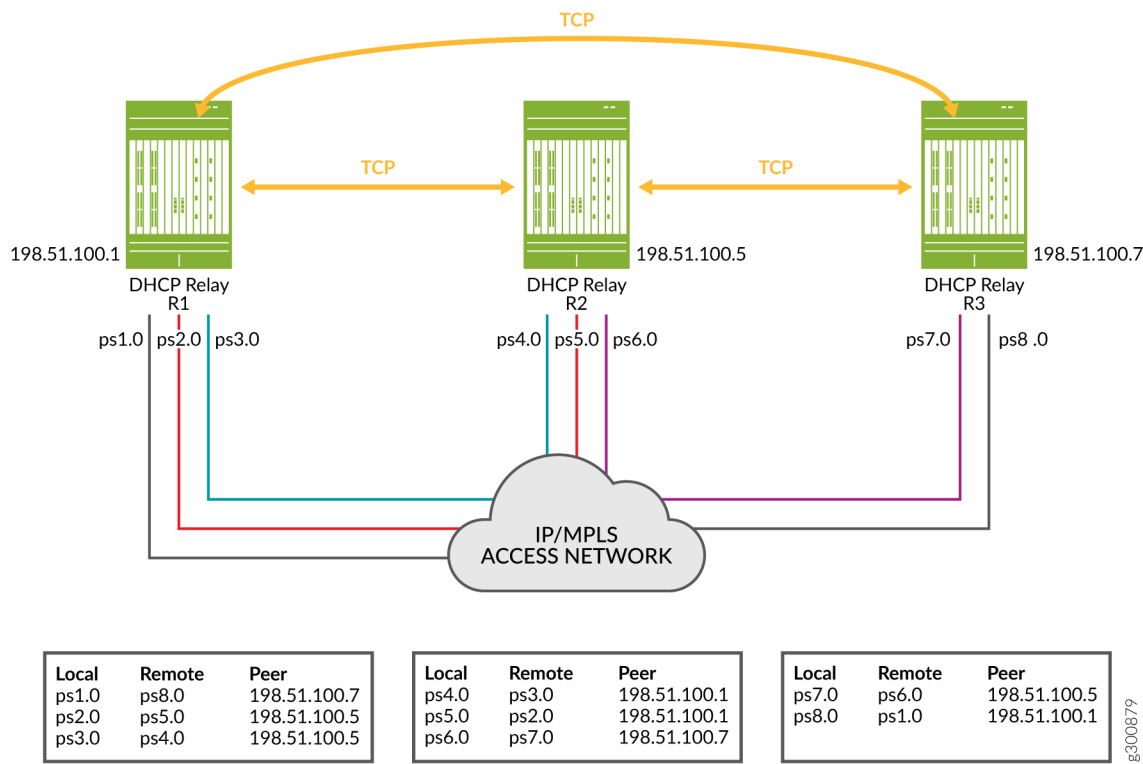 TCP
TCP
TCP
198.51.100.1
198.51.100.5
198.51.100.7
DHCP Relay
R1
DHCP Relay
R2
DHCP Relay
R3
ps1.0 ps2.0 ps3.0
ps4.0 ps5.0 ps6.0
ps7.0 ps8 .0
IP/MPLS
ACCESS NETWORK
Local Remote Peer
ps1.0 ps8.0 198.51.100.7
ps2.0 ps5.0 198.51.100.5
ps3.0 ps4.0 198.51.100.5
Local Remote Peer
ps4.0 ps3.0 198.51.100.1
ps5.0 ps2.0 198.51.100.1
ps6.0 ps7.0 198.51.100.7
Local Remote Peer
ps7.0 ps6.0 198.51.100.5
ps8.0 ps1.0 198.51.100.1
g300879